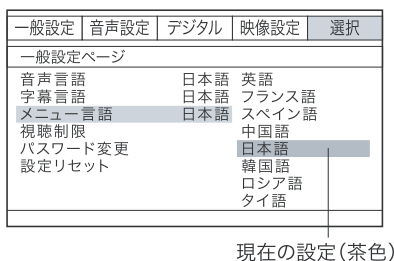 一般設定 音声設定 デジタル 映像設定 選択
一般設定ページ
音声言語 日本語 英語
字幕言語 日本語 フランス語
メニュー言語 日本語 スペイン語
視聴制限 中国語
パスワード変更 日本語
設定リセット 韓国語
ロシア語
タイ語
現在の設定(茶色)